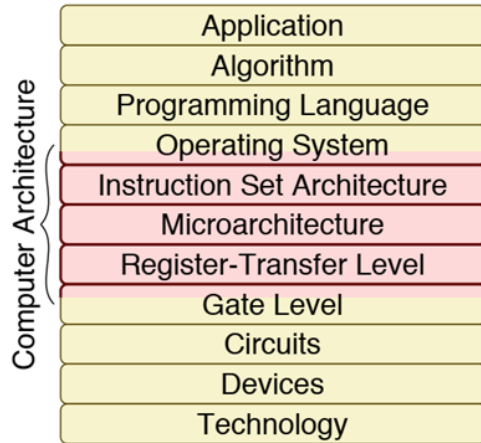 Application
Algorithm
Programming Language
Operating System
Instruction Set Architecture
Microarchitecture
Register-Transfer Level
Gate Level
Circuits
Devices
Technology
Computer Architecture